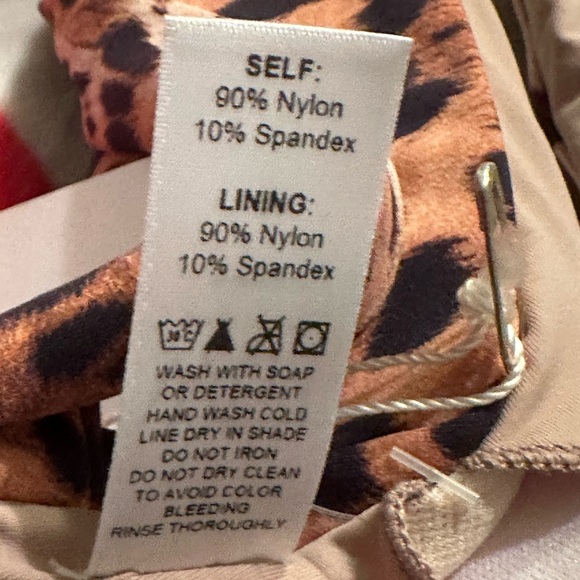 SELF:
90% Nylon
10% Spandex
LINING:
90% Nylon
10% Spandex
30°C
WASH WITH SOAP
OR DETERGENT
HAND WASH COLD
LINE DRY IN SHADE
DO NOT IRON
DO NOT DRY CLEAN
TO AVOID COLOR
BLEEDING
RINSE THOROUGHLY